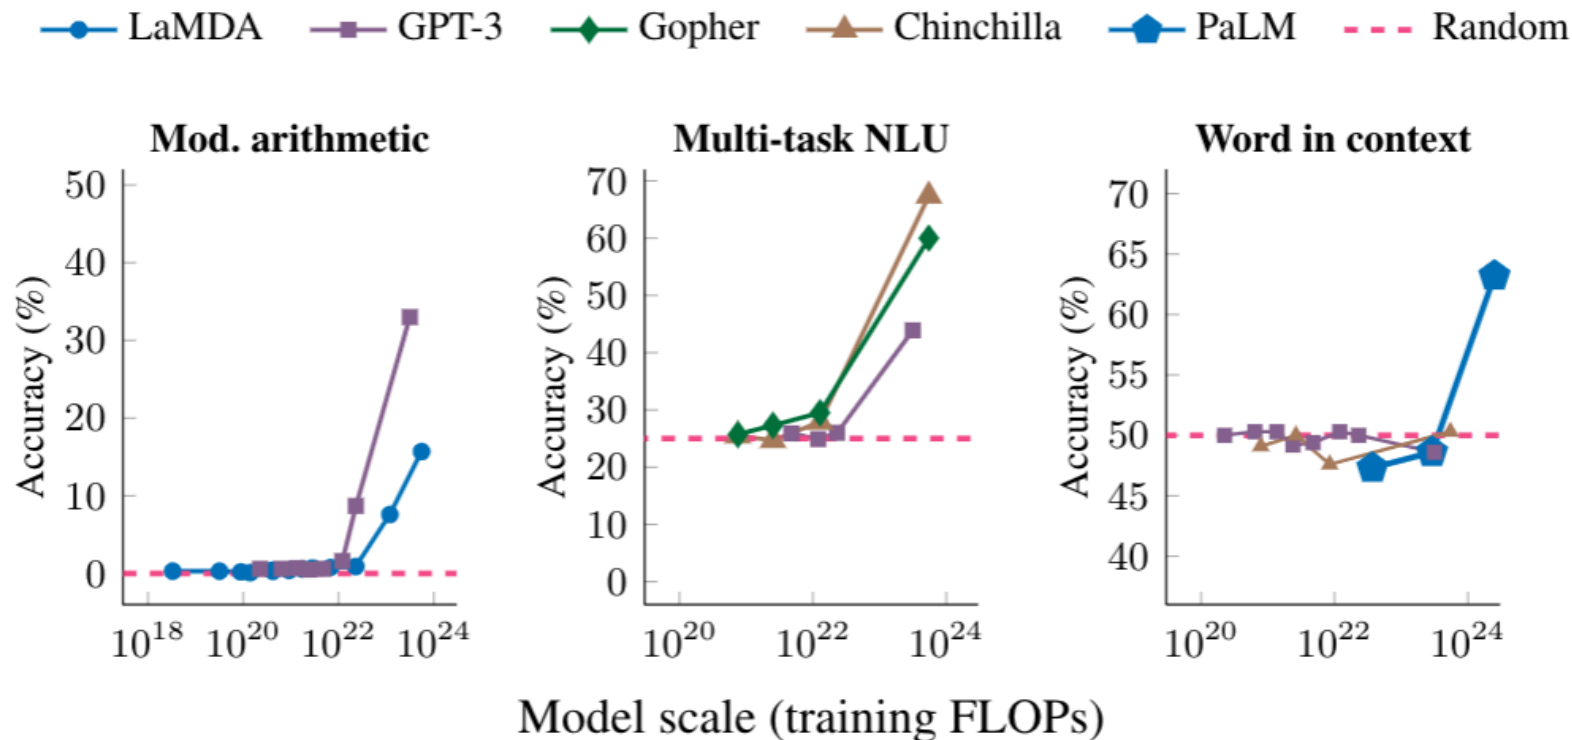 LaMDA GPT-3 Gopher Chinchilla PaLM Random
Mod. arithmetic
Accuracy (%)
50
40
30
20
10
0
10^18 10^20 10^22 10^24
Multi-task NLU
Accuracy (%)
70
60
50
40
30
20
10
0
10^20 10^22 10^24
Word in context
Accuracy (%)
70
65
60
55
50
45
40
10^20 10^22 10^24
Model scale (training FLOPs)